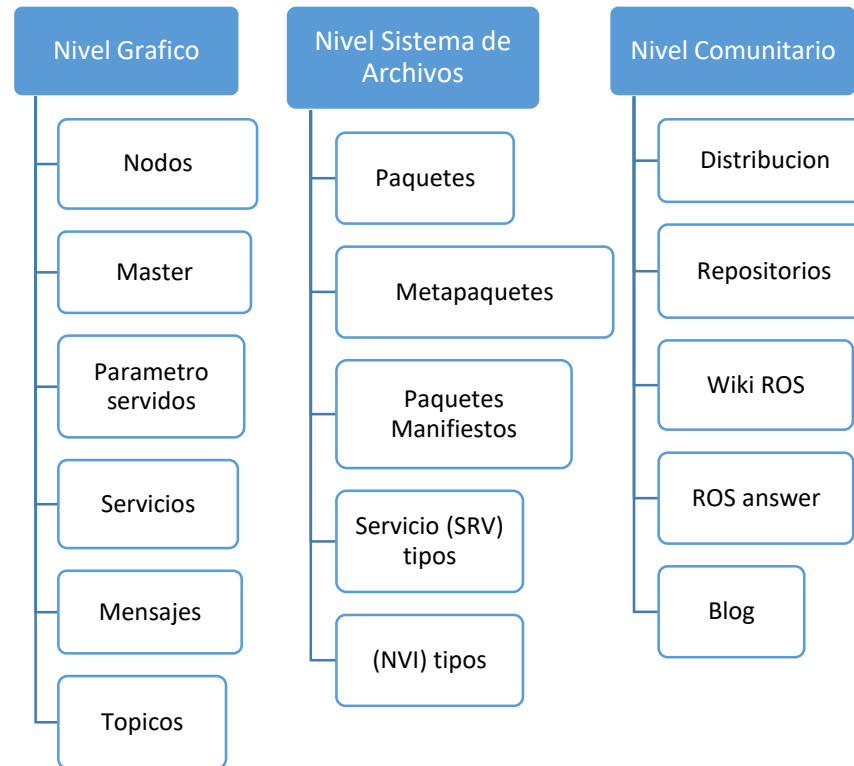 Nivel Grafico
Nodos
Master
Parametro
servidos
Servicios
Mensajes
Topicos
Nivel Sistema de
Archivos
Paquetes
Metapaquetes
Paquetes
Manifiestos
Servicio (SRV)
tipos
(NVI) tipos
Nivel Comunitario
Distribucion
Repositorios
Wiki ROS
ROS answer
Blog